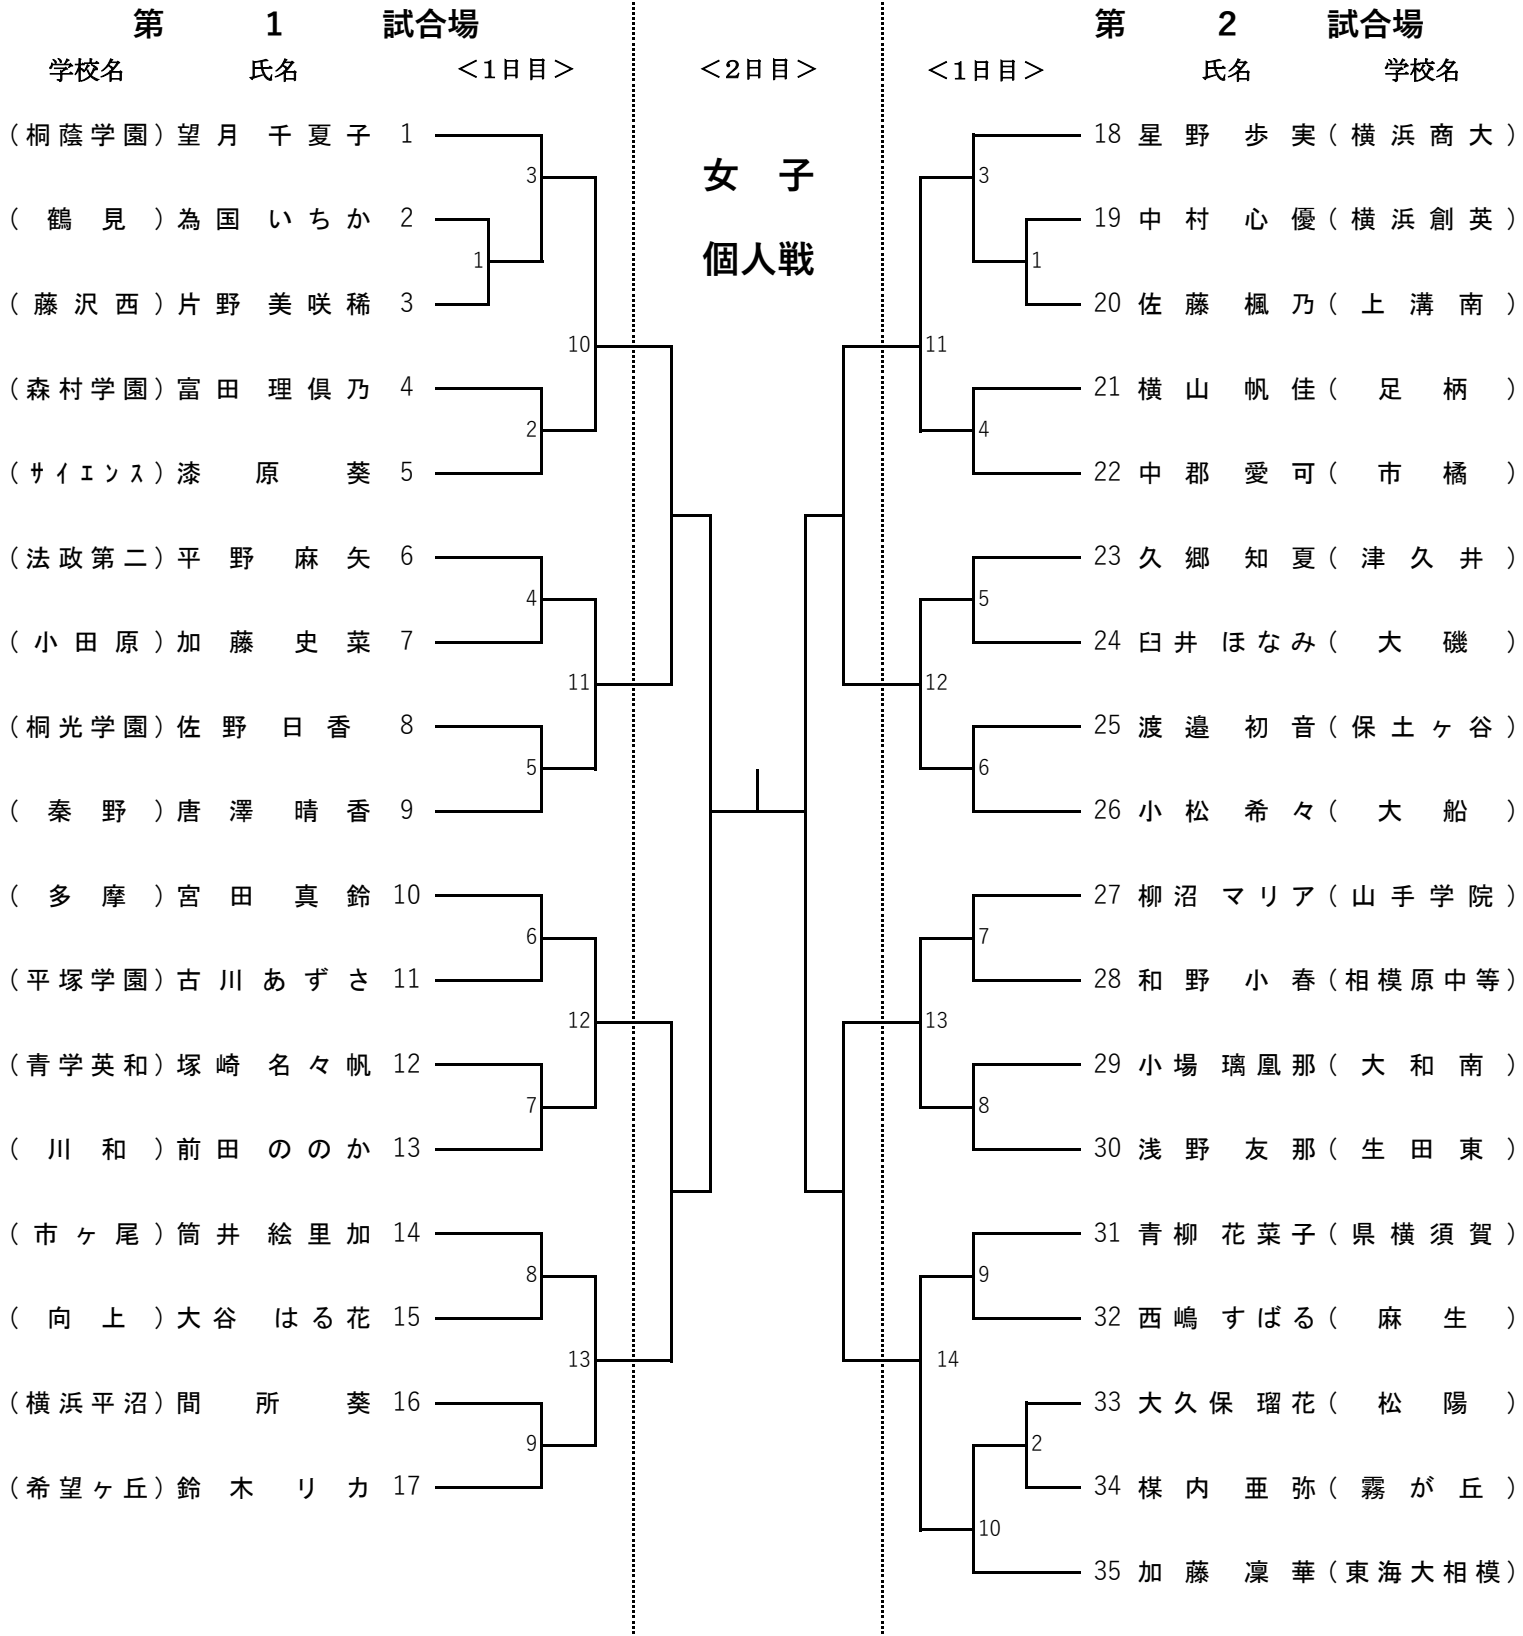 第 1 試合場 第 2 試合場
学校名 氏名 ＜1日目＞ ＜2日目＞ ＜1日目＞ 氏名 学校名
（桐蔭学園）望月 千夏子 1 18 星野 歩実（横浜商大）
3 女 子 3
（鶴見）為国 いちか 2 19 中村 心優（横浜創英）
1 個人戦 1
（藤沢西）片野 美咲稀 3 20 佐藤 楓乃（上溝南）
10 11
（森村学園）富田 理倶乃 4 21 横山 帆佳（足柄）
2 4
（サイエンス）漆原 葵 5 22 中郡 愛可（市橘）
（法政第二）平野 麻矢 6 23 久郷 知夏（津久井）
4 5
（小田原）加藤 史菜 7 24 臼井 ほなみ（大磯）
11 12
（桐光学園）佐野 日香 8 25 渡邉 初音（保土ヶ谷）
5 6
（秦野）唐澤 晴香 9 26 小松 希々（大船）
（多摩）宮田 真鈴 10 27 柳沼 マリア（山手学院）
6 7
（平塚学園）古川 あずさ 11 28 和野 小春（相模原中等）
12 13
（青学英和）塚崎 名々帆 12 29 小場 璃凰那（大和南）
7 8
（川和）前田 ののか 13 30 浅野 友那（生田東）
（市ヶ尾）筒井 絵里加 14 31 青柳 花菜子（県横須賀）
8 9
（向上）大谷 はる花 15 32 西嶋 すばる（麻生）
13 14
（横浜平沼）間所 葵 16 33 大久保 瑠花（松陽）
9 2
（希望ヶ丘）鈴木 リカ 17 34 楳内 亜弥（霧が丘）
10
35 加藤 凜華（東海大相模）